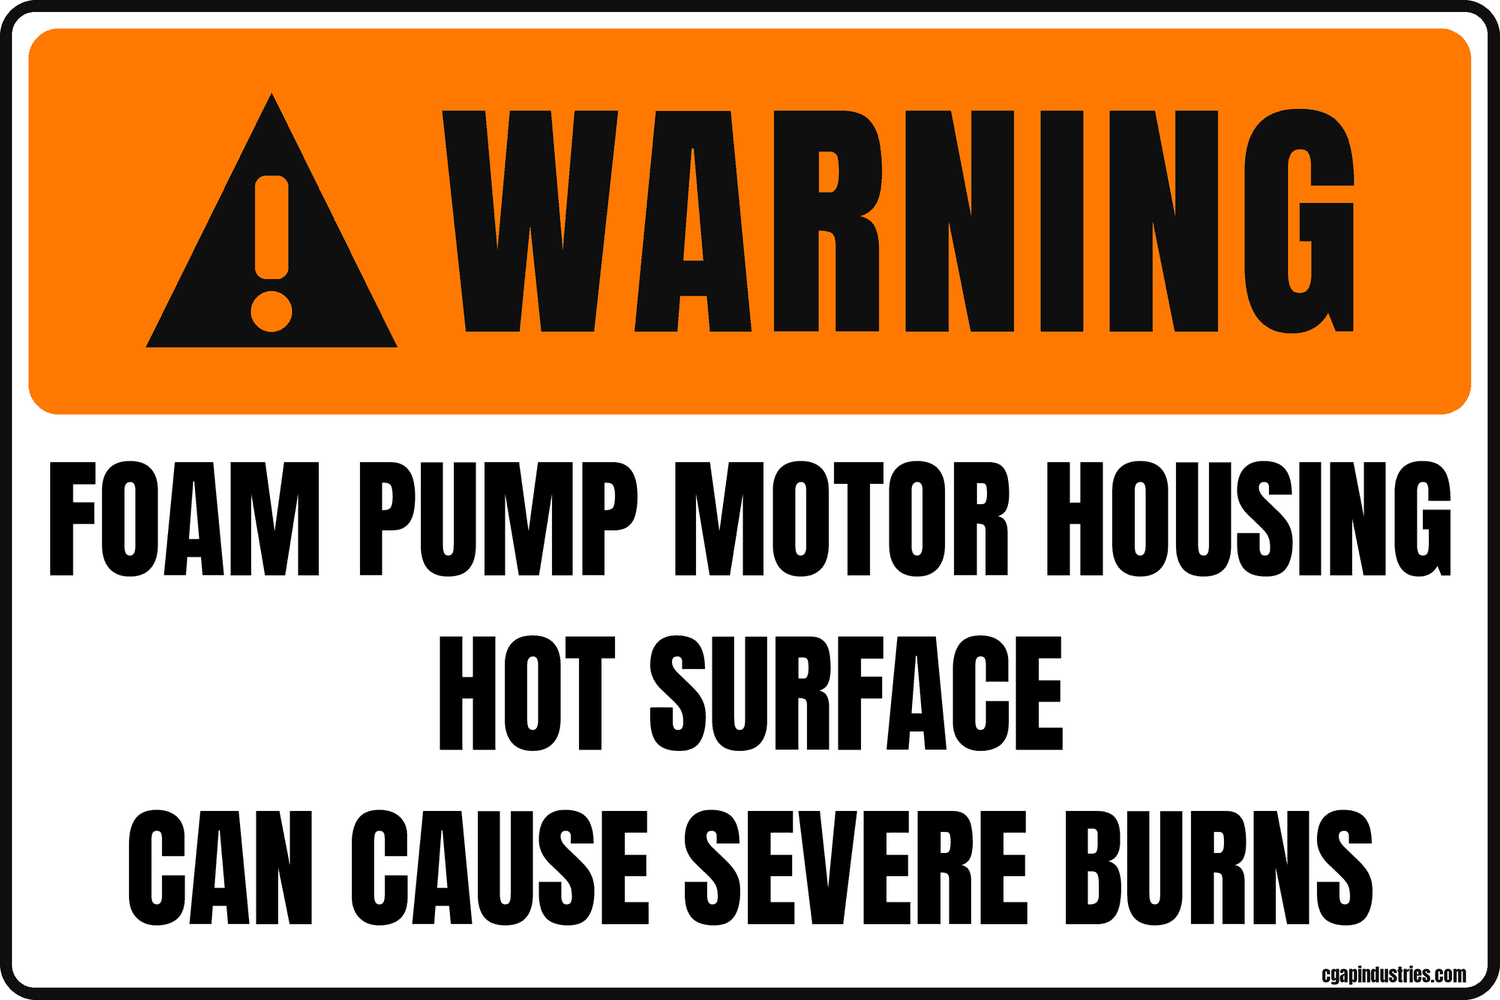 WARNING
FOAM PUMP MOTOR HOUSING
HOT SURFACE
CAN CAUSE SEVERE BURNS
cgapindustries.com